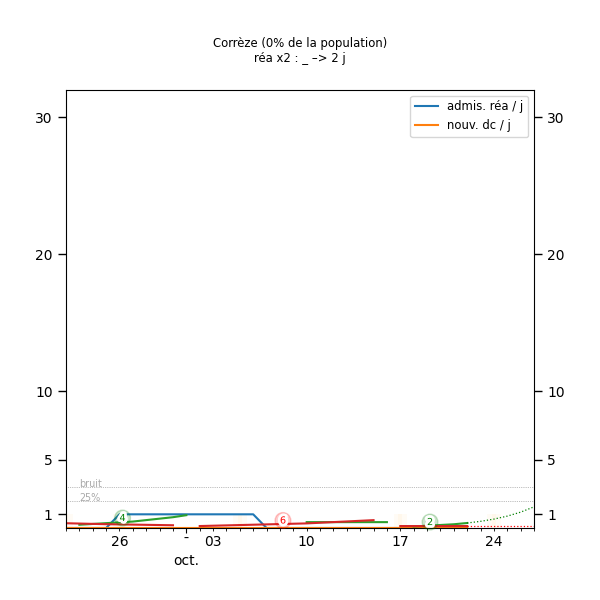 Corrèze (0% de la population)
réa x2 : _ –> 2 j
admis. réa / j
nouv. dc / j
30 30
20 20
10 10
5 5
bruit
25%
1 1
4 6 2
26 - 03 10 17 24
oct.